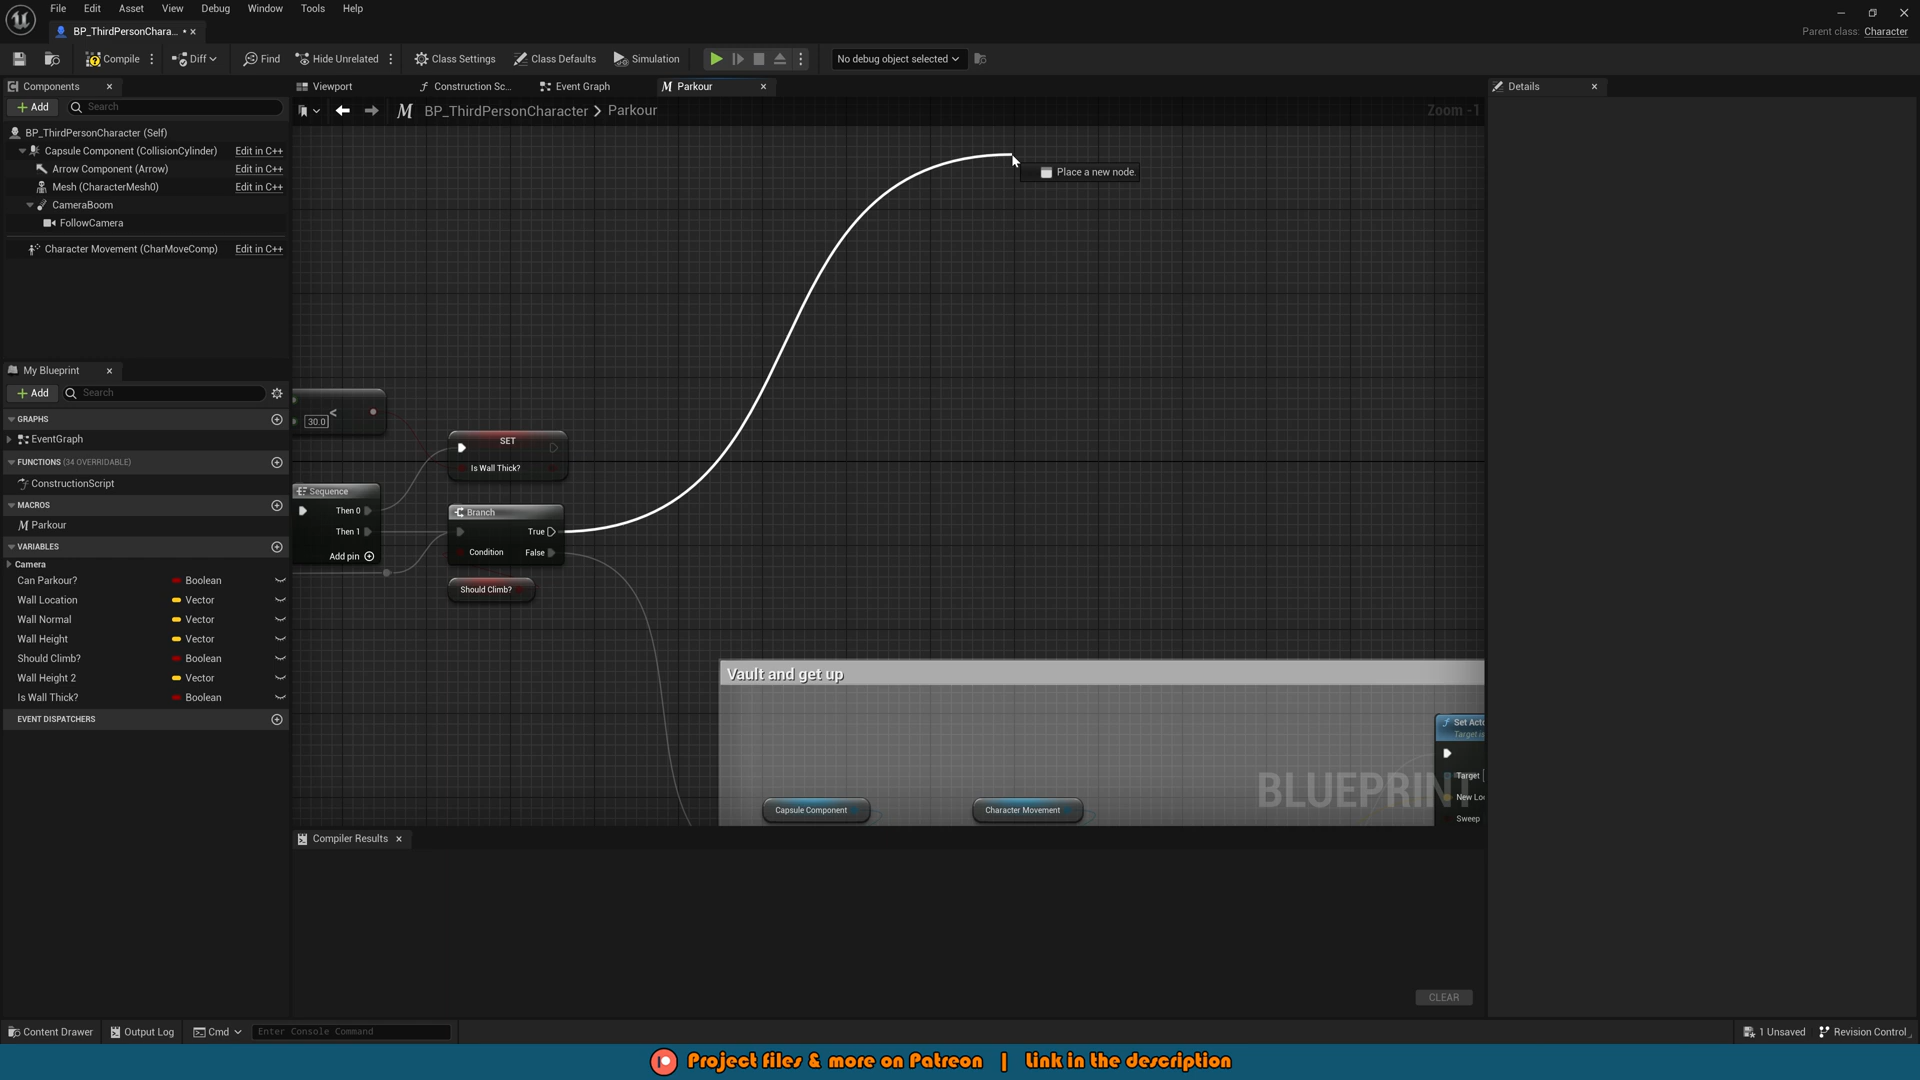 File Edit Asset View Debug Window Tools Help
BP_ThirdPersonChara... •
Parent class: Character
Compile Diff Find Hide Unrelated Class Settings Class Defaults Simulation No debug object selected
Components Viewport Construction Sc... Event Graph Parkour Details
Add Search BP_ThirdPersonCharacter > Parkour Zoom -1
BP_ThirdPersonCharacter (Self)
Capsule Component (CollisionCylinder) Edit in C++
Arrow Component (Arrow) Edit in C++
Mesh (CharacterMesh0) Edit in C++
CameraBoom
FollowCamera
Character Movement (CharMoveComp) Edit in C++
Place a new node.
My Blueprint
Add Search
GRAPHS
EventGraph
FUNCTIONS (34 OVERRIDABLE)
ConstructionScript
MACROS
Parkour
VARIABLES
Camera
Can Parkour? Boolean
Wall Location Vector
Wall Normal Vector
Wall Height Vector
Should Climb? Boolean
Wall Height 2 Vector
Is Wall Thick? Boolean
EVENT DISPATCHERS
<
30.0
SET
Is Wall Thick?
Sequence
Then 0
Then 1
Add pin
Branch
True
Condition False
Should Climb?
Vault and get up
Set Acto
Target is
Target
New Lo
Sweep
Capsule Component
Character Movement
BLUEPRINT
Compiler Results
CLEAR
Content Drawer Output Log Cmd Enter Console Command 1 Unsaved Revision Control
Project files & more on Patreon | Link in the description